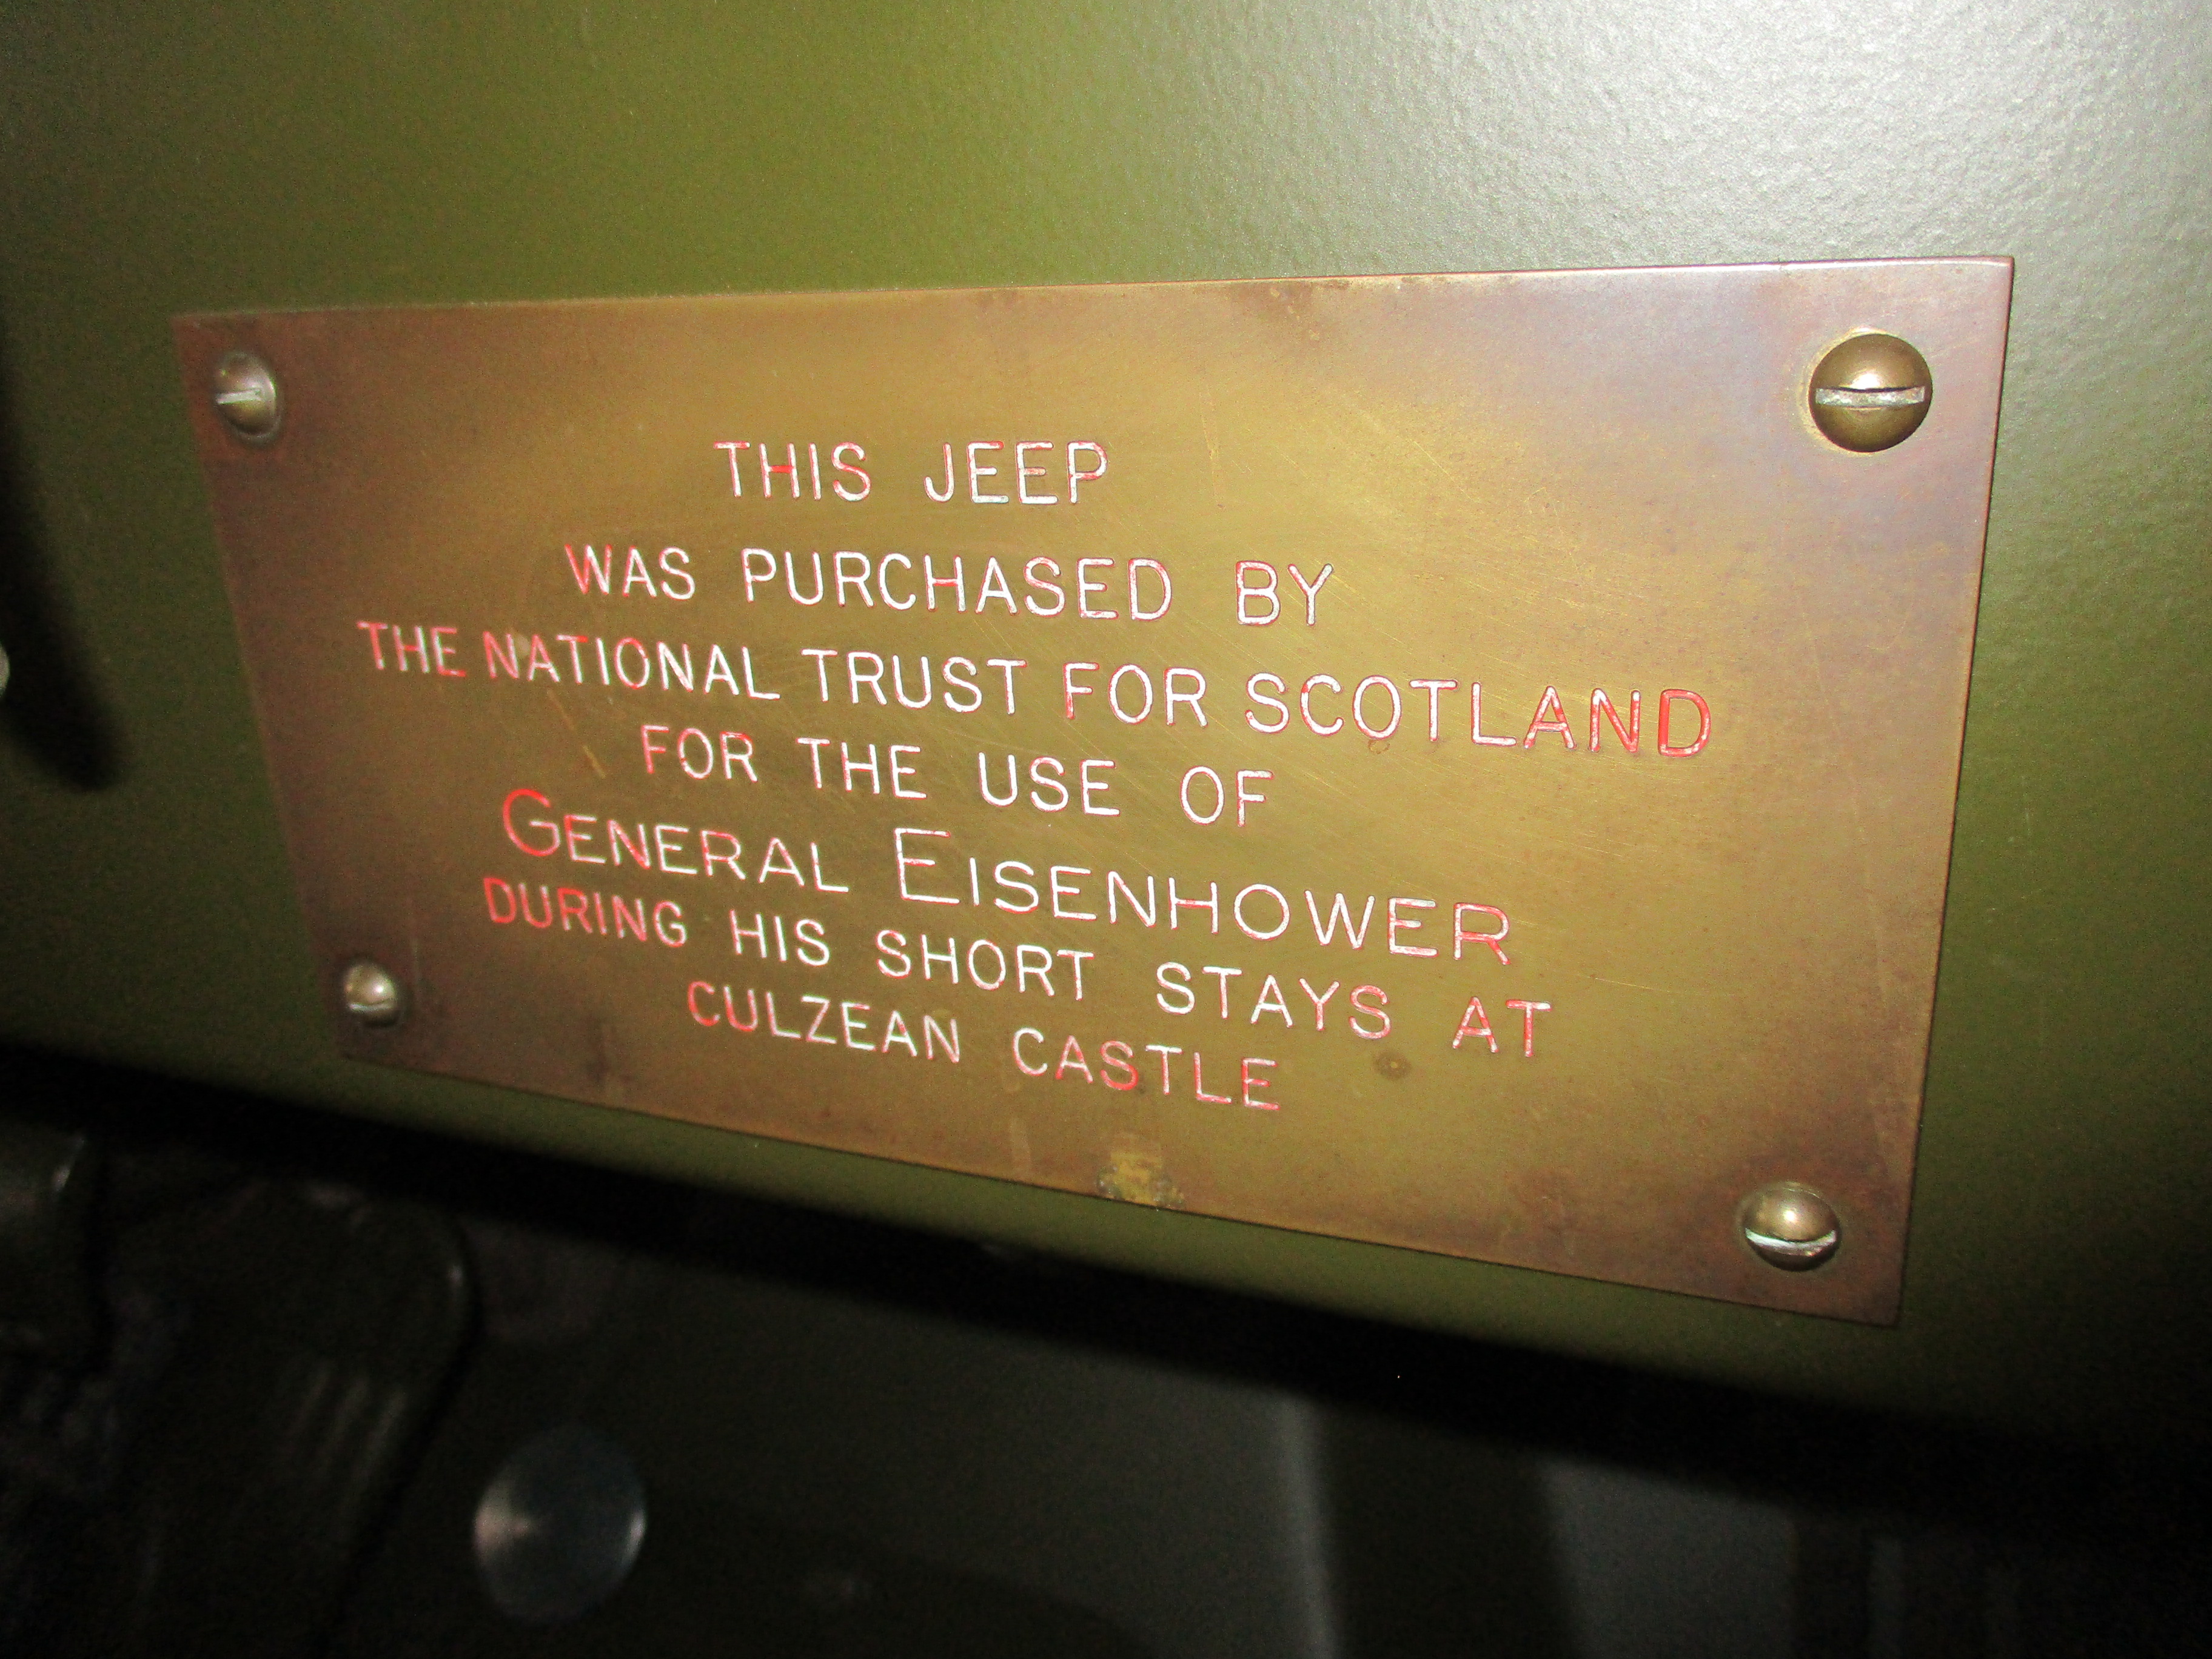 THIS JEEP
WAS PURCHASED BY
THE NATIONAL TRUST FOR SCOTLAND
FOR THE USE OF
GENERAL EISENHOWER
DURING HIS SHORT STAYS AT
CULZEAN CASTLE